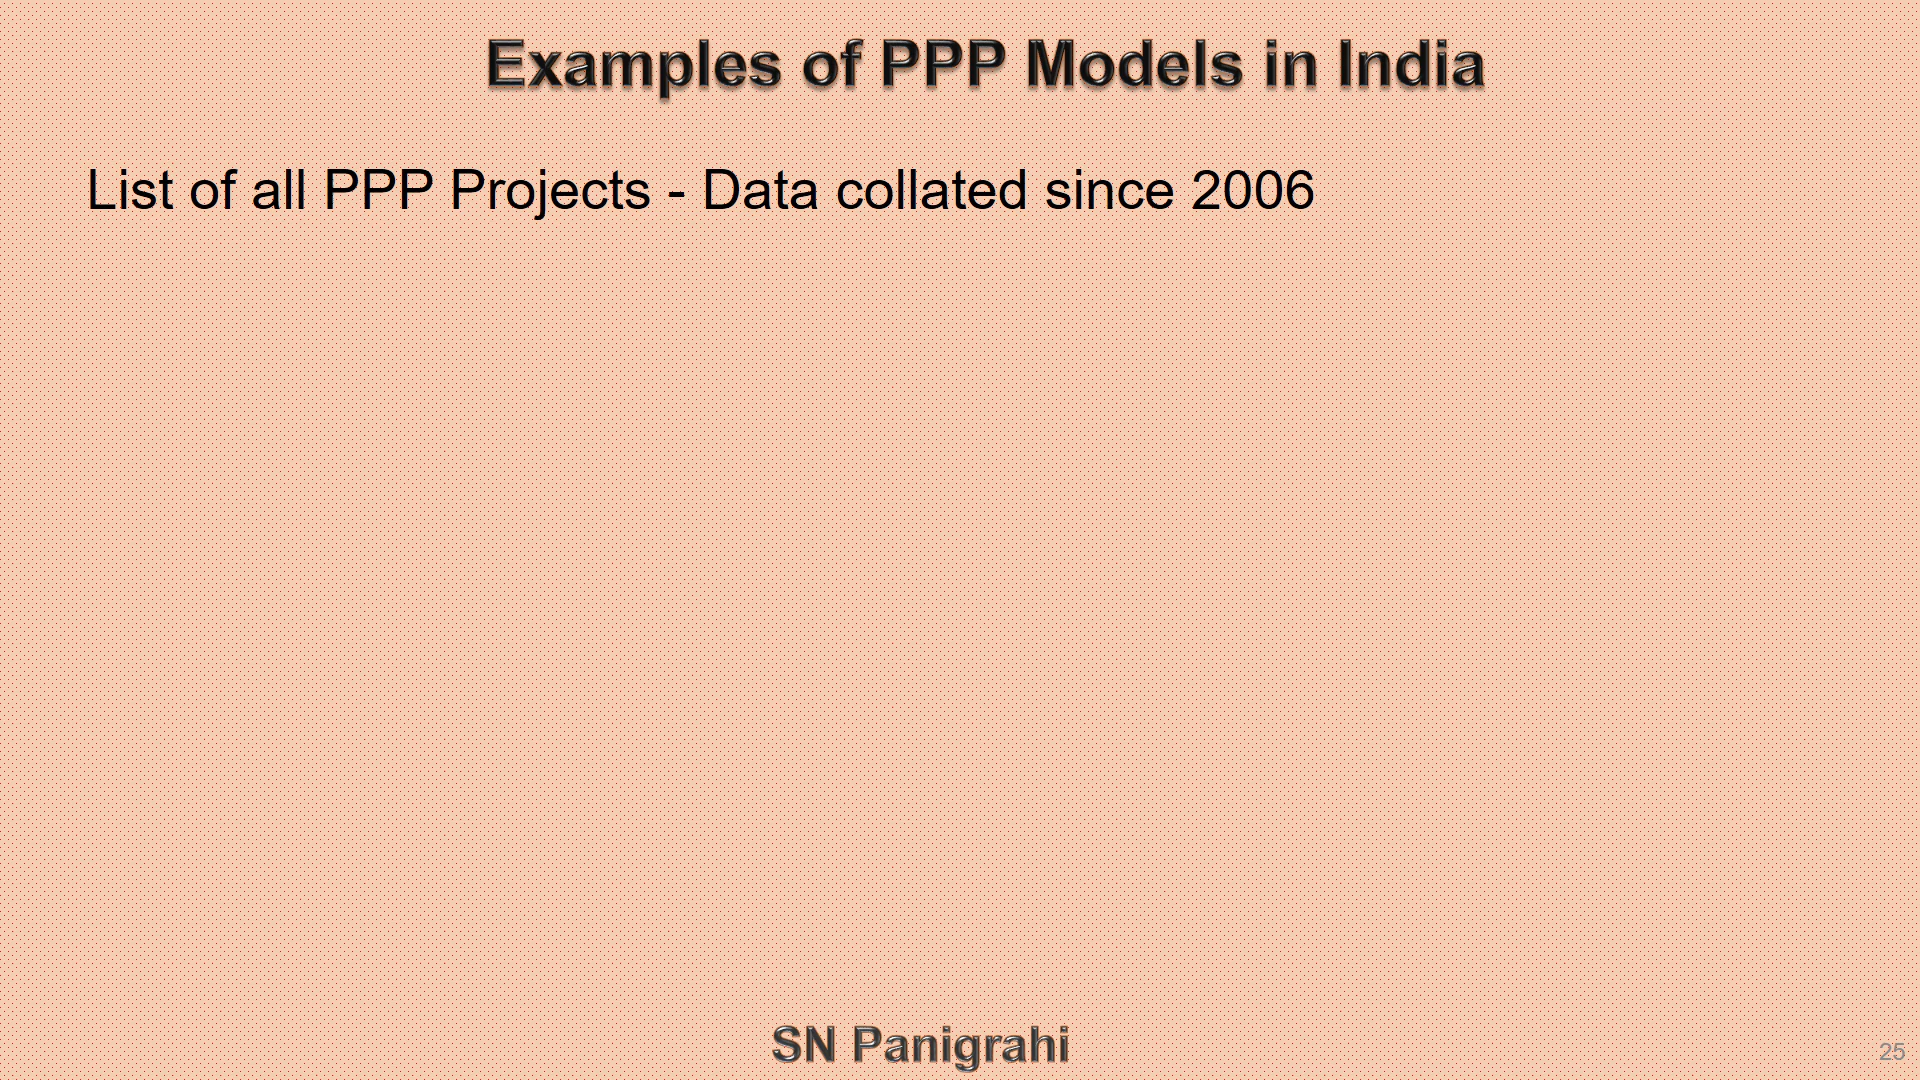 Examples of PPP Models in India
List of all PPP Projects - Data collated since 2006
SN Panigrahi
25